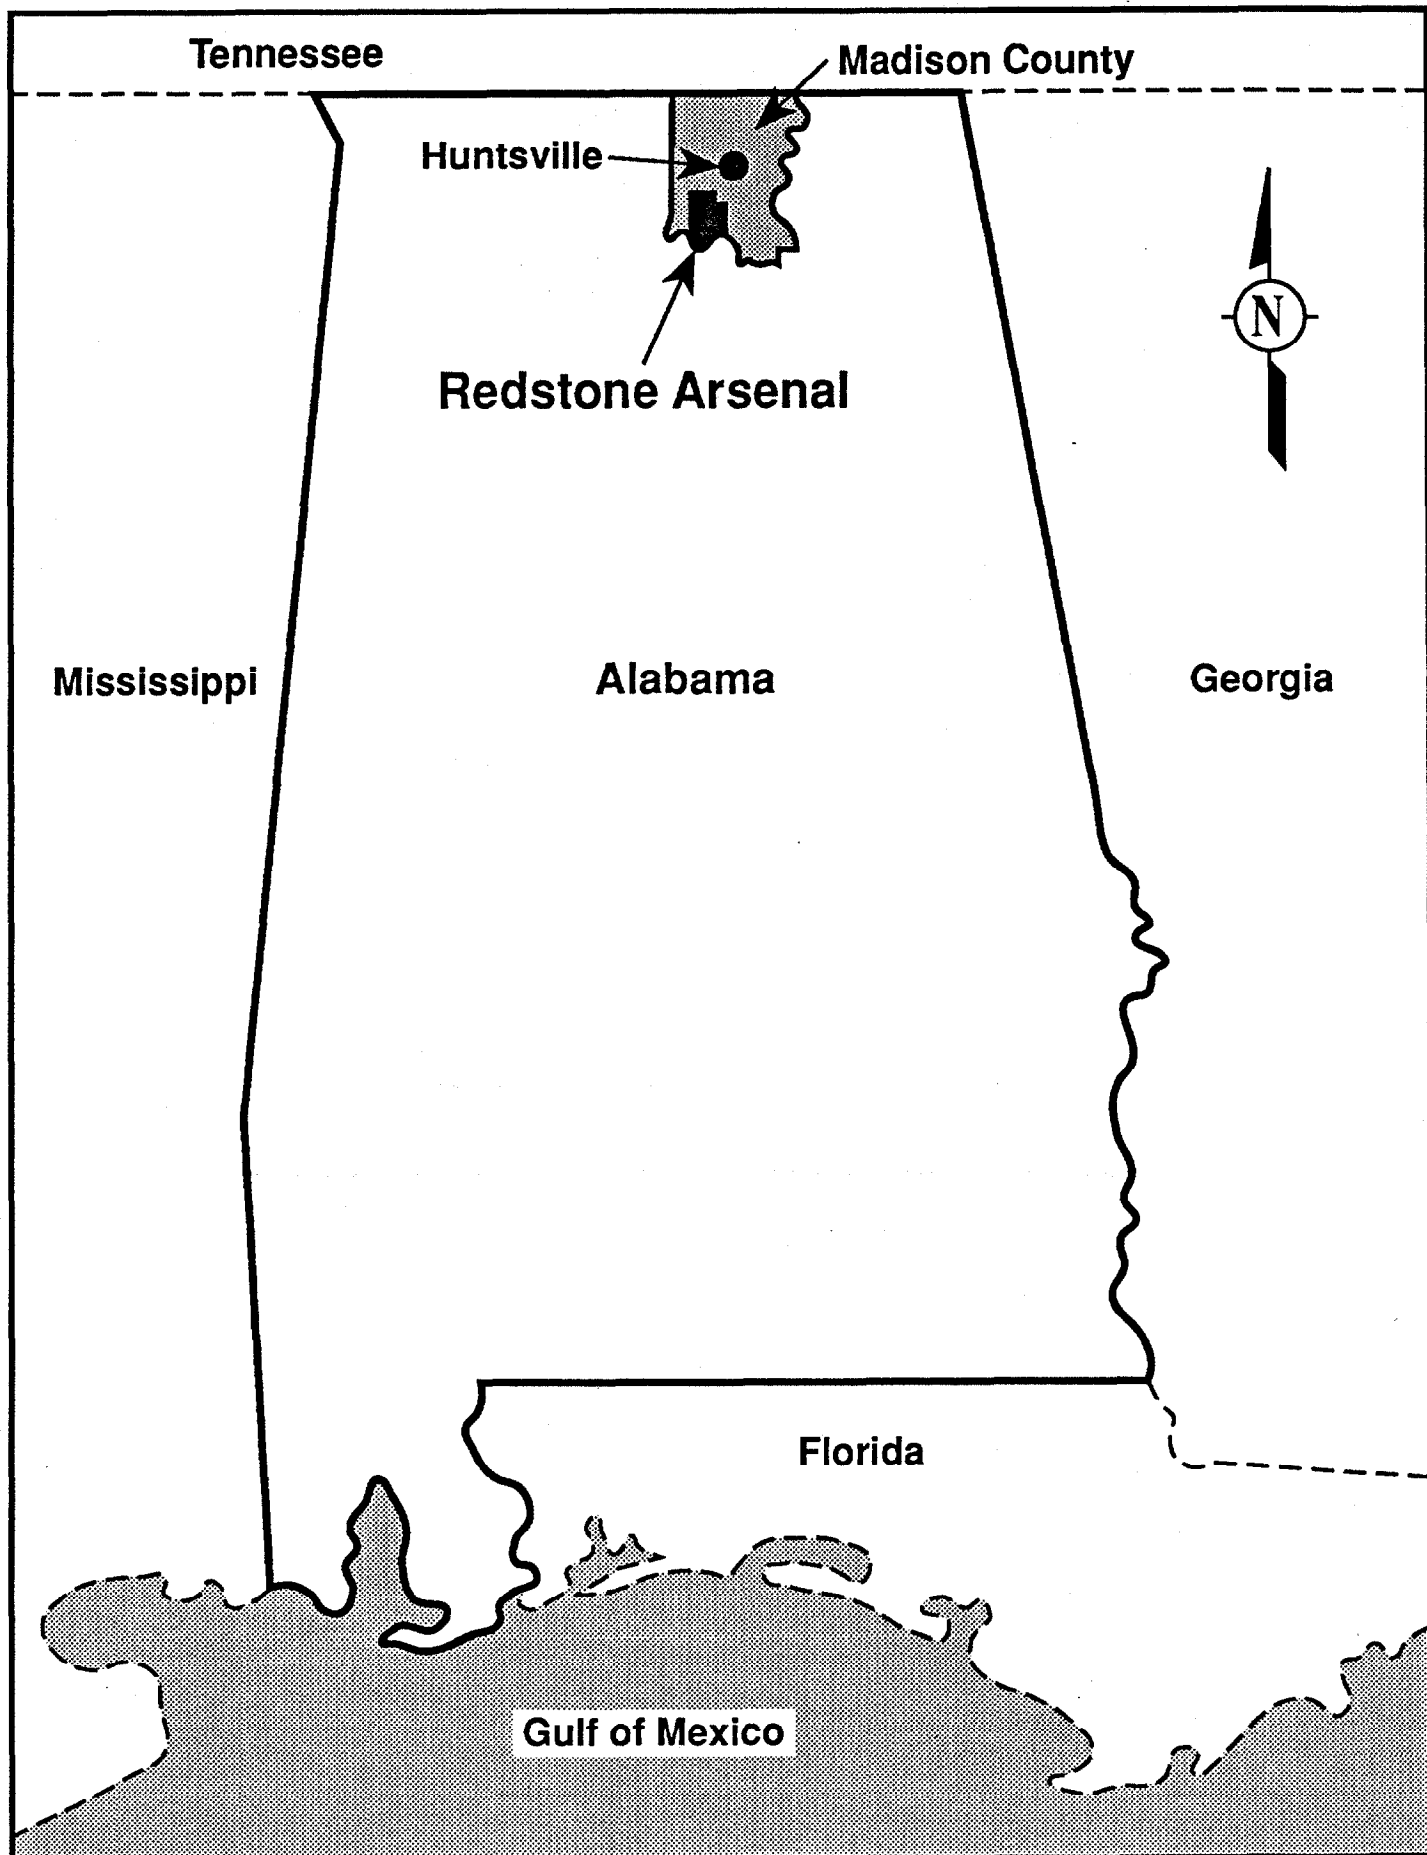 Tennessee
Madison County
Huntsville
N
Redstone Arsenal
Mississippi
Alabama
Georgia
Florida
Gulf of Mexico